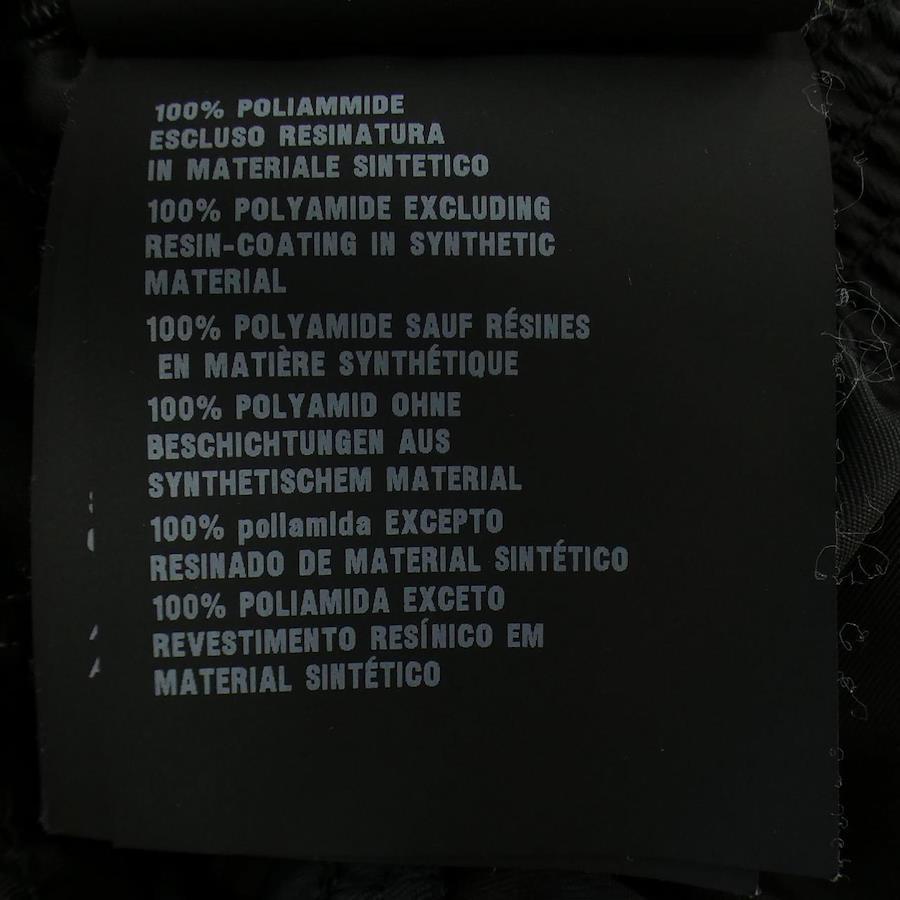 100% POLIAMMIDE
ESCLUSO RESINATURA
IN MATERIALE SINTETICO
100% POLYAMIDE EXCLUDING
RESIN-COATING IN SYNTHETIC
MATERIAL
100% POLYAMIDE SAUF RÉSINES
EN MATIÈRE SYNTHÉTIQUE
100% POLYAMID OHNE
BESCHICHTUNGEN AUS
SYNTHETISCHEM MATERIAL
100% poliamida EXCEPTO
RESINADO DE MATERIAL SINTÉTICO
100% POLIAMIDA EXCETO
REVESTIMENTO RESÍNICO EM
MATERIAL SINTÉTICO